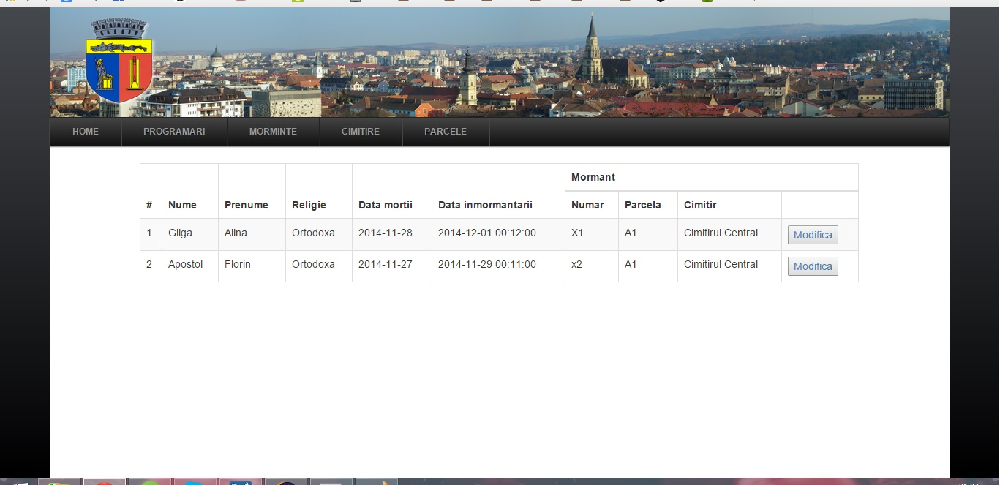 HOME PROGRAMARI MORMINTE CIMITIRE PARCELE
Mormant
# Nume Prenume Religie Data mortii Data inmormantarii Numar Parcela Cimitir
1 Gliga Alina Ortodoxa 2014-11-28 2014-12-01 00:12:00 X1 A1 Cimitirul Central Modifica
2 Apostol Florin Ortodoxa 2014-11-27 2014-11-29 00:11:00 x2 A1 Cimitirul Central Modifica